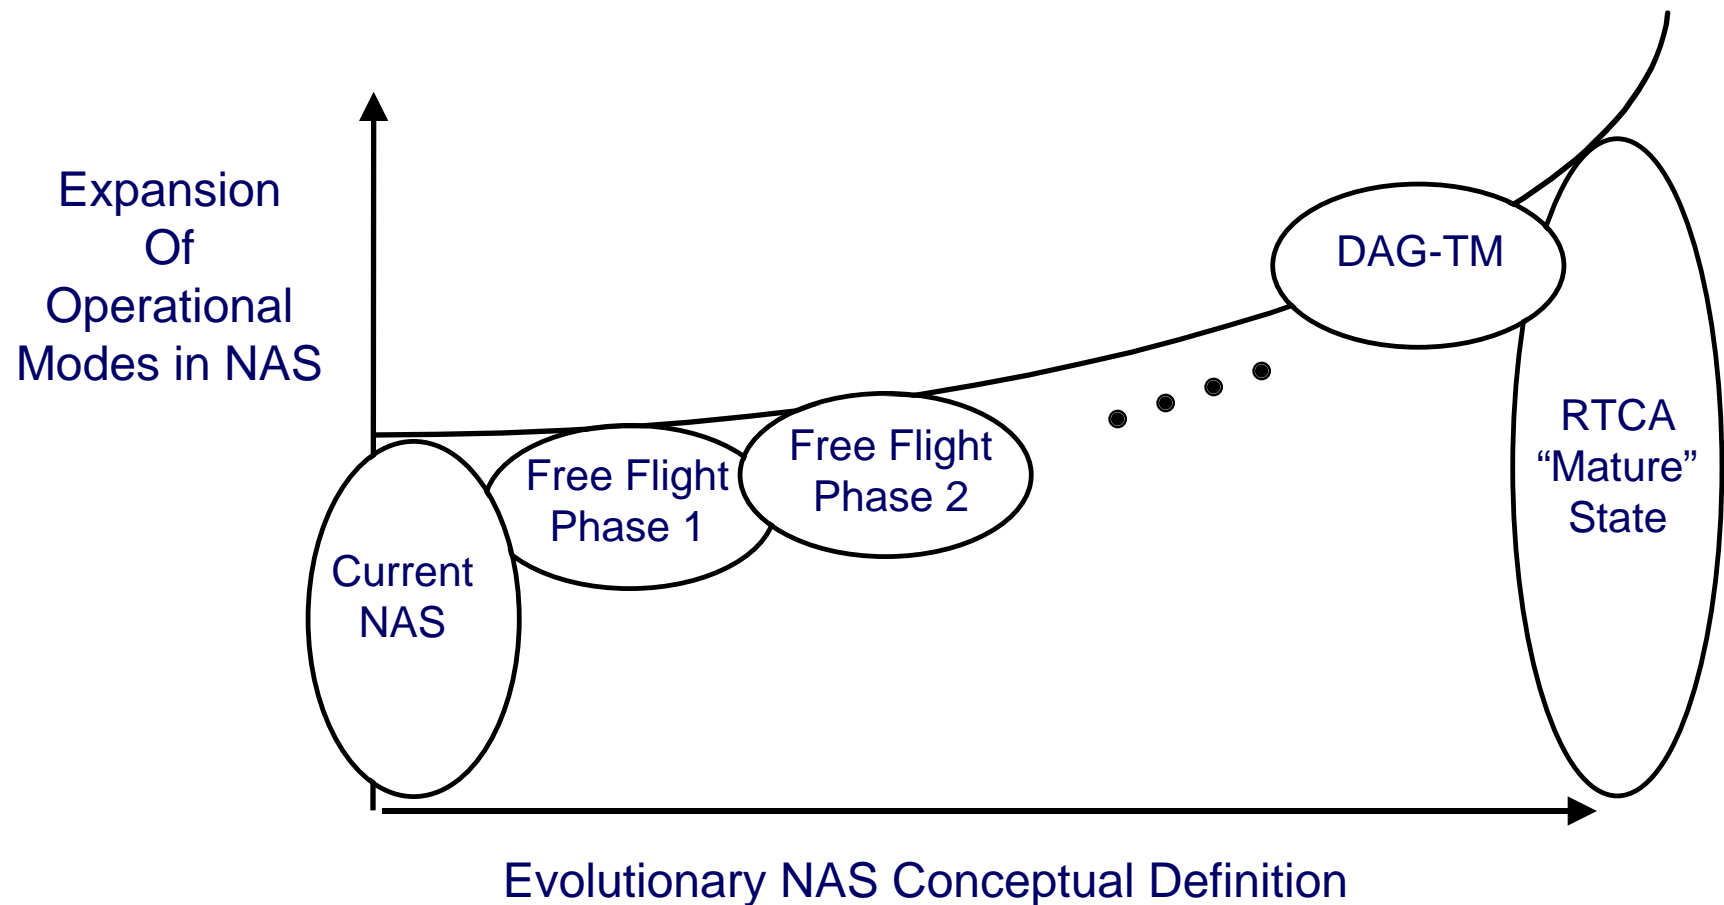 Expansion
Of
Operational
Modes in NAS
Current
NAS
Free Flight
Phase 1
Free Flight
Phase 2
DAG-TM
RTCA
“Mature”
State
Evolutionary NAS Conceptual Definition